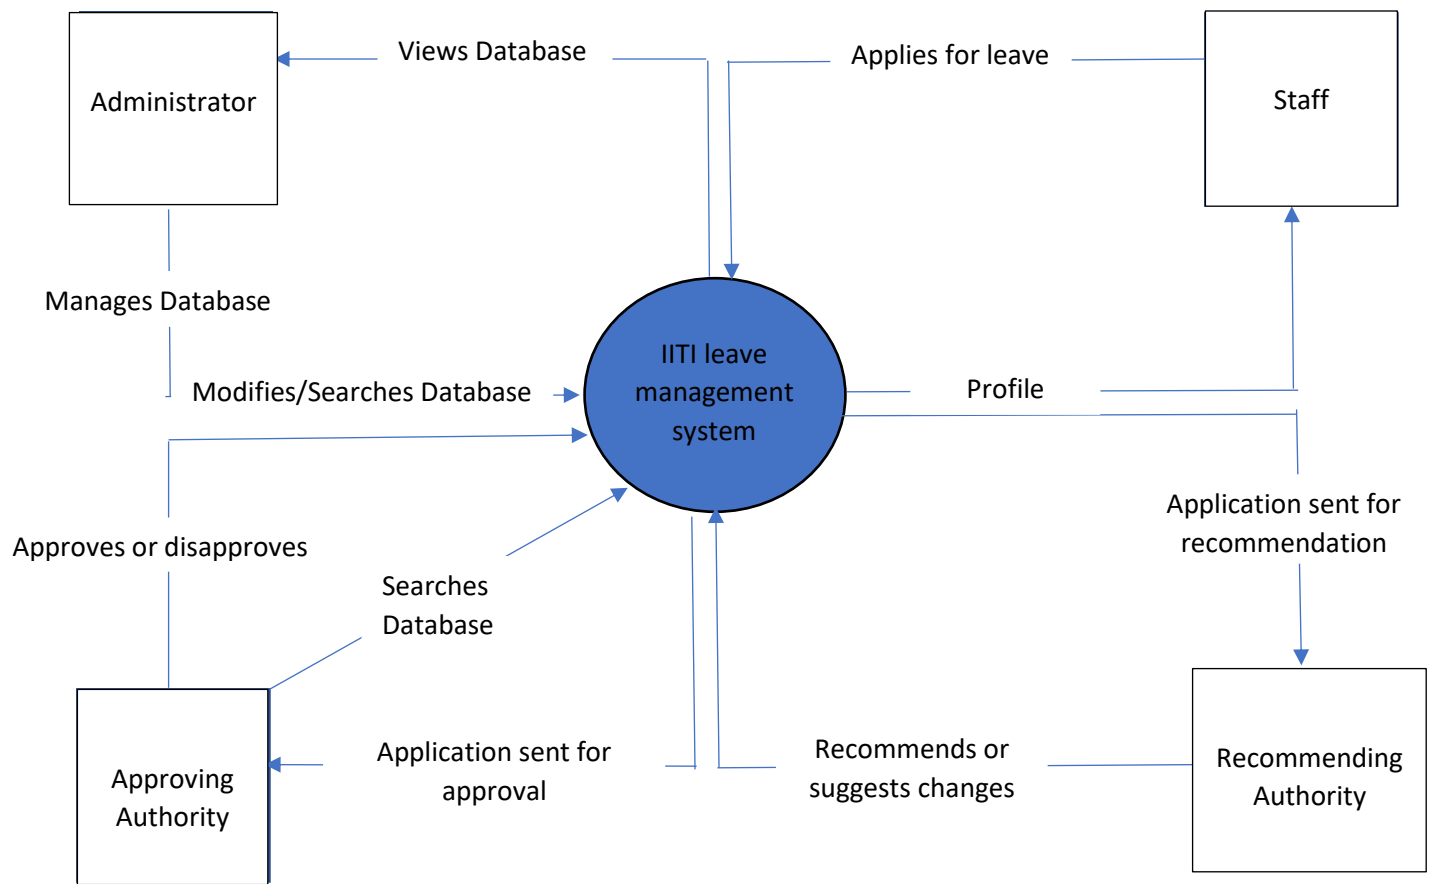 Views Database
Applies for leave
Administrator
Staff
Manages Database
IITI leave
management
system
Modifies/Searches Database
Profile
Application sent for
recommendation
Approves or disapproves
Searches
Database
Application sent for
approval
Recommends or
suggests changes
Approving
Authority
Recommending
Authority